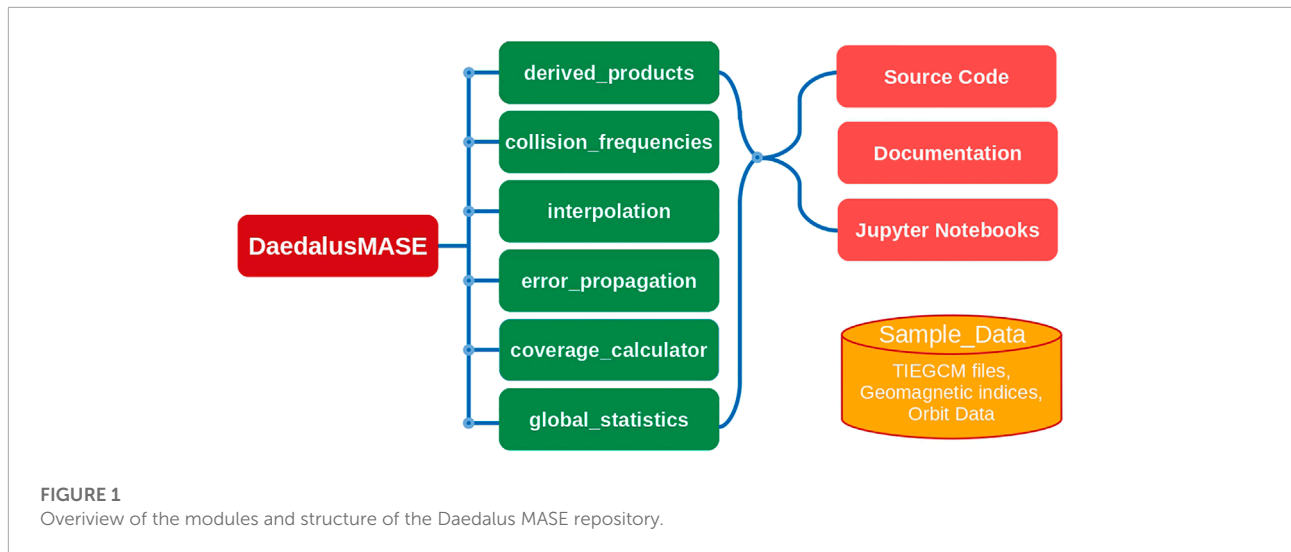 DaedalusMASE
derived_products
collision_frequencies
interpolation
error_propagation
coverage_calculator
global_statistics
Source Code
Documentation
Jupyter Notebooks
Sample_Data
TIEGCM files,
Geomagnetic indices,
Orbit Data
FIGURE 1
Overiview of the modules and structure of the Daedalus MASE repository.